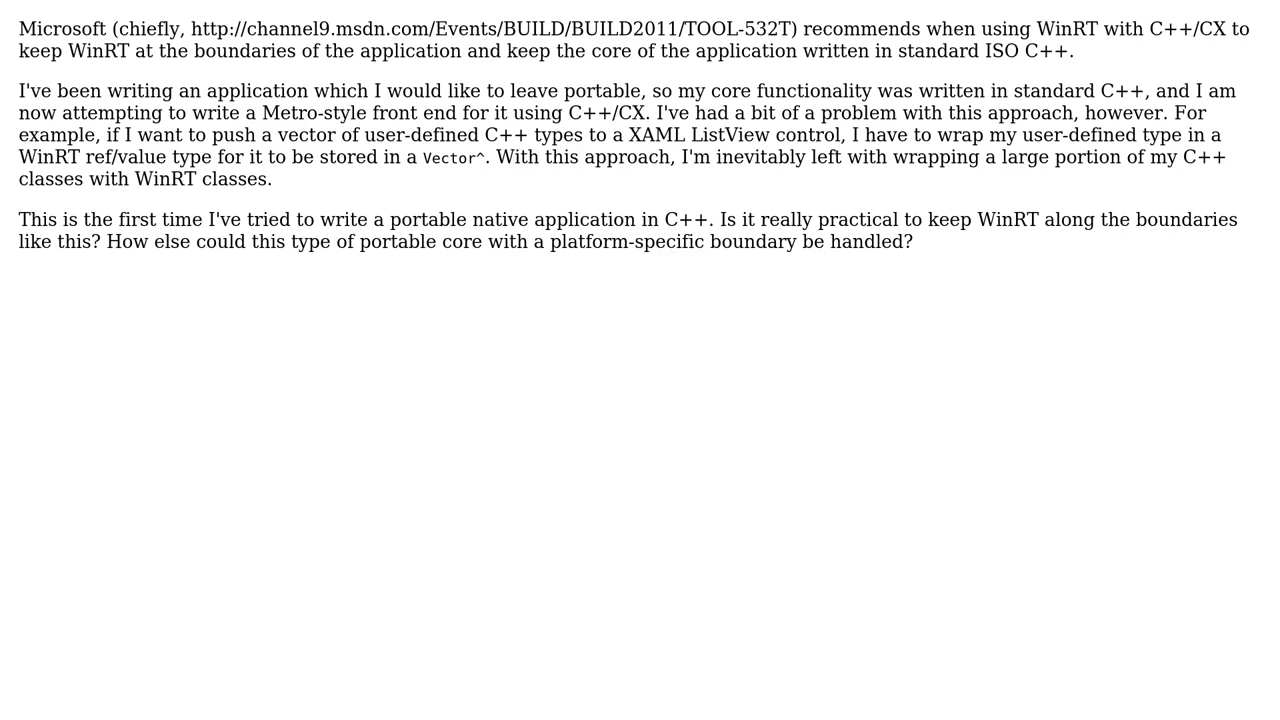 Microsoft (chiefly, http://channel9.msdn.com/Events/BUILD/BUILD2011/TOOL-532T) recommends when using WinRT with C++/CX to
keep WinRT at the boundaries of the application and keep the core of the application written in standard ISO C++.
I've been writing an application which I would like to leave portable, so my core functionality was written in standard C++, and I am
now attempting to write a Metro-style front end for it using C++/CX. I've had a bit of a problem with this approach, however. For
example, if I want to push a vector of user-defined C++ types to a XAML ListView control, I have to wrap my user-defined type in a
WinRT ref/value type for it to be stored in a Vector^. With this approach, I'm inevitably left with wrapping a large portion of my C++
classes with WinRT classes.
This is the first time I've tried to write a portable native application in C++. Is it really practical to keep WinRT along the boundaries
like this? How else could this type of portable core with a platform-specific boundary be handled?